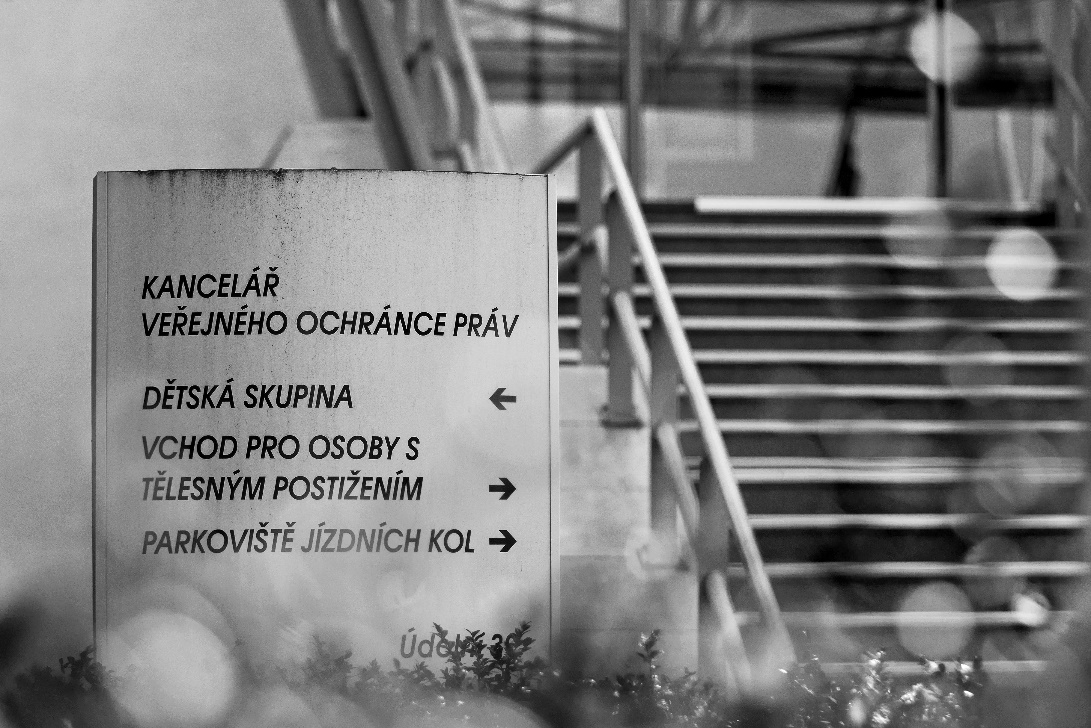 KANCELÁŘ
VEŘEJNÉHO OCHRÁNCE PRÁV
DĚTSKÁ SKUPINA ←
VCHOD PRO OSOBY S
TĚLESNÝM POSTIŽENÍM →
PARKOVIŠTĚ JÍZDNÍCH KOL →